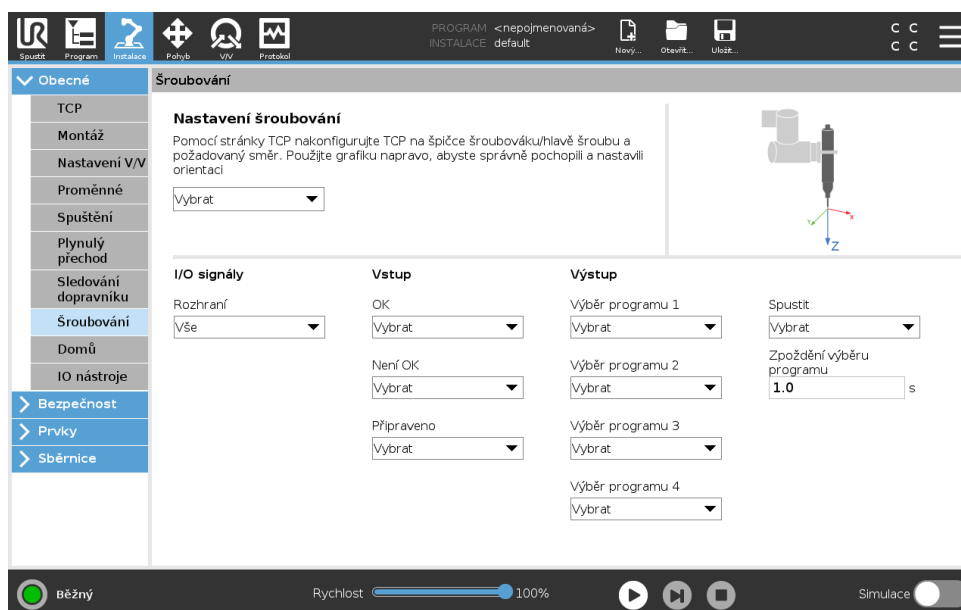 UR
Spustit
Program
Instalace
Pohyb
V/V
Protokol
PROGRAM <nepojmenovaná>
INSTALACE default
Nový...
Otevřít...
Uložit...
C C
C C
Obecné
TCP
Montáž
Nastavení V/V
Proměnné
Spuštění
Plynulý
přechod
Sledování
dopravníku
Šroubování
Domů
IO nástroje
Bezpečnost
Prvky
Sběrnice
Šroubování
Nastavení šroubování
Pomocí stránky TCP nakonfigurujte TCP na špičce šroubováku/hlavě šroubu a
požadovaný směr. Použijte grafiku napravo, abyste správně pochopili a nastavili
orientaci
Vybrat
Y
X
Z
I/O signály
Rozhraní
Vše
Vstup
OK
Vybrat
Není OK
Vybrat
Připraveno
Vybrat
Výstup
Výběr programu 1
Vybrat
Výběr programu 2
Vybrat
Výběr programu 3
Vybrat
Výběr programu 4
Vybrat
Spustit
Vybrat
Zpoždění výběru
programu
1.0 s
Běžný
Rychlost 100%
Simulace